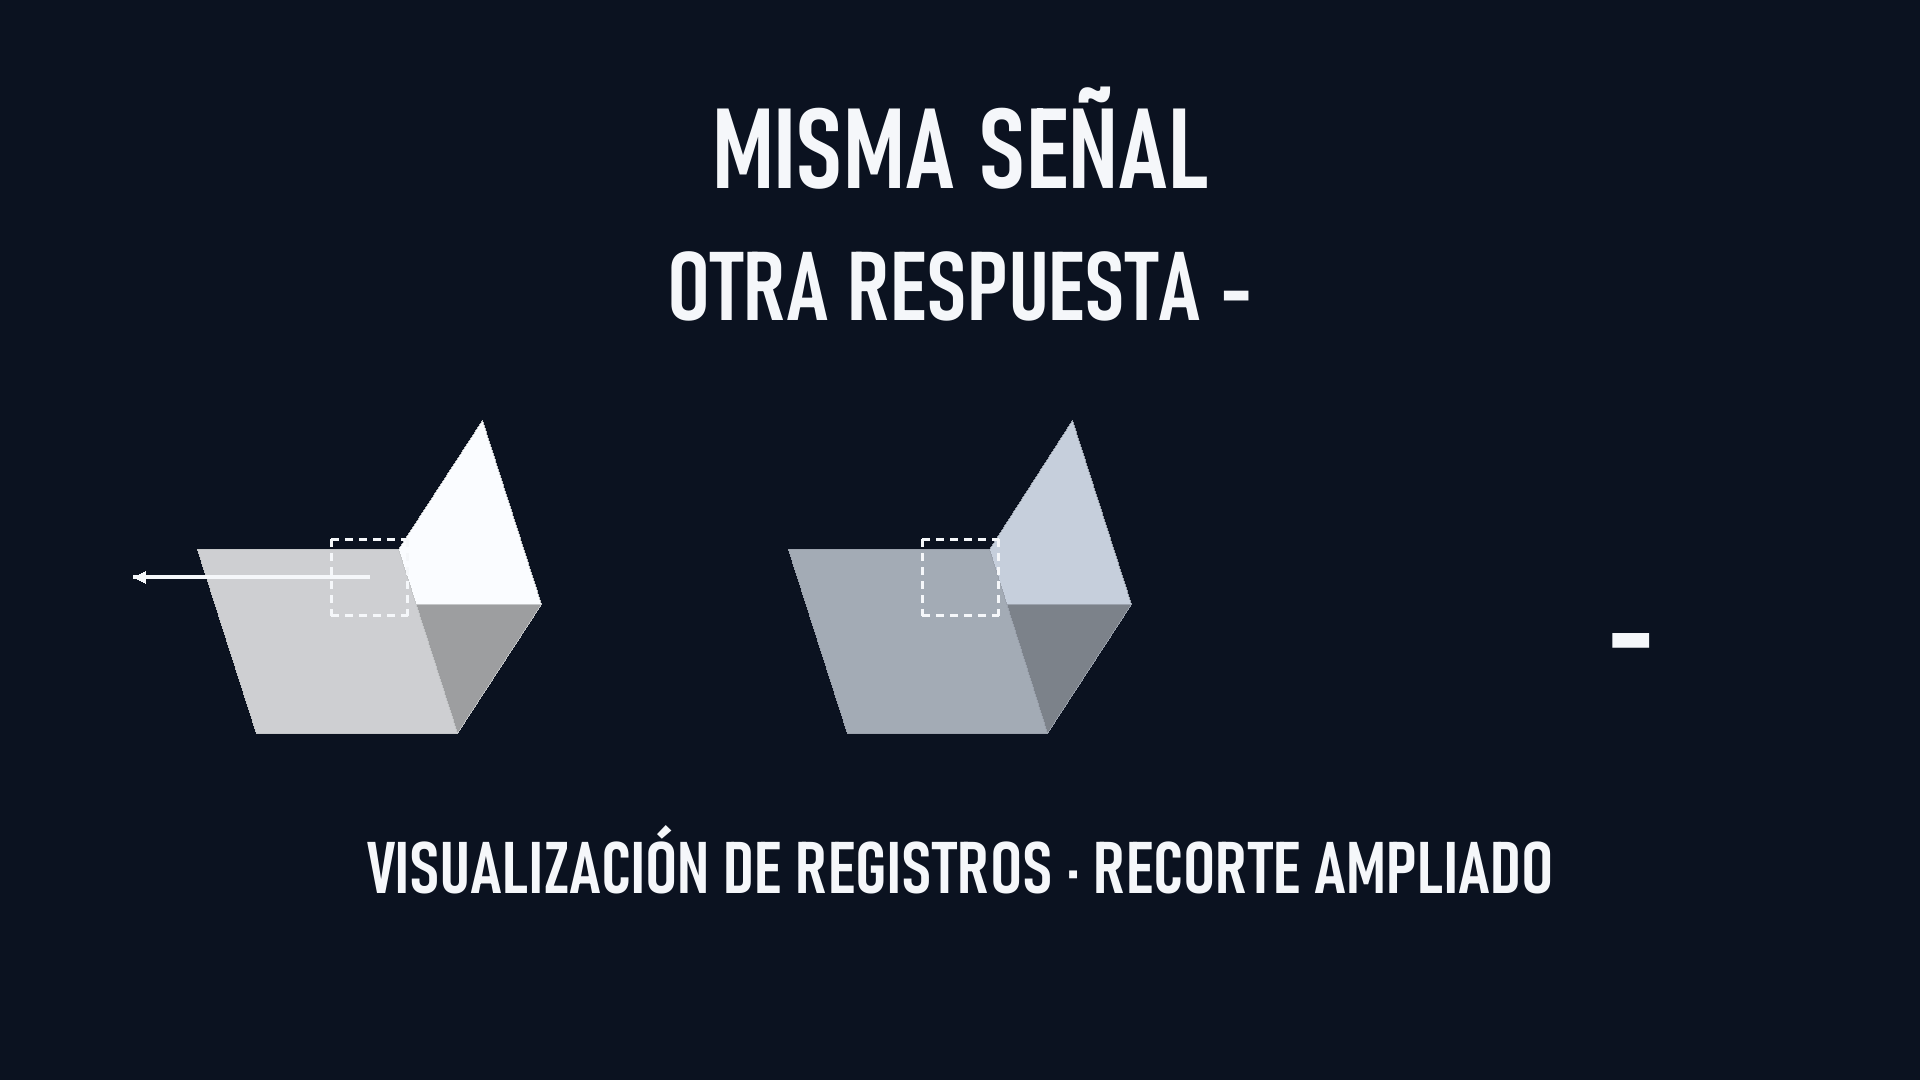 MISMA SEÑAL
OTRA RESPUESTA -
-
VISUALIZACIÓN DE REGISTROS · RECORTE AMPLIADO